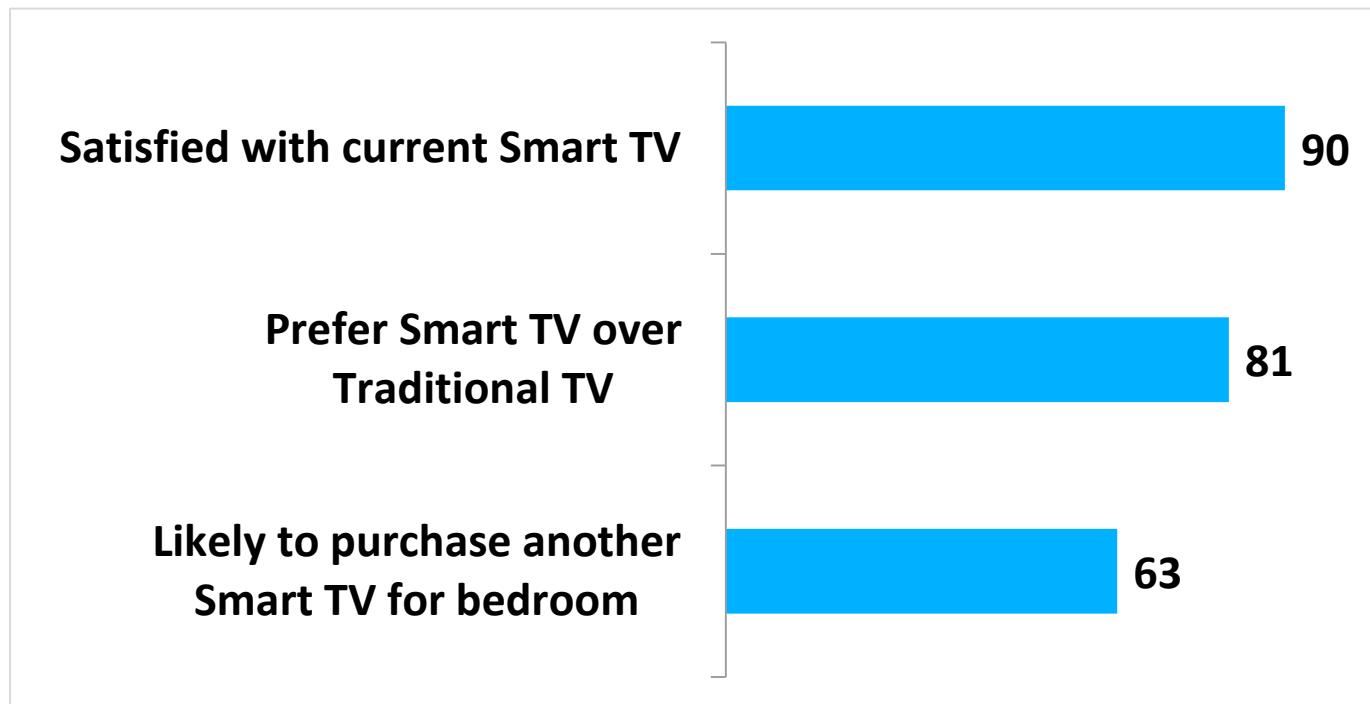 Satisfied with current Smart TV
90
Prefer Smart TV over
Traditional TV
81
Likely to purchase another
Smart TV for bedroom
63